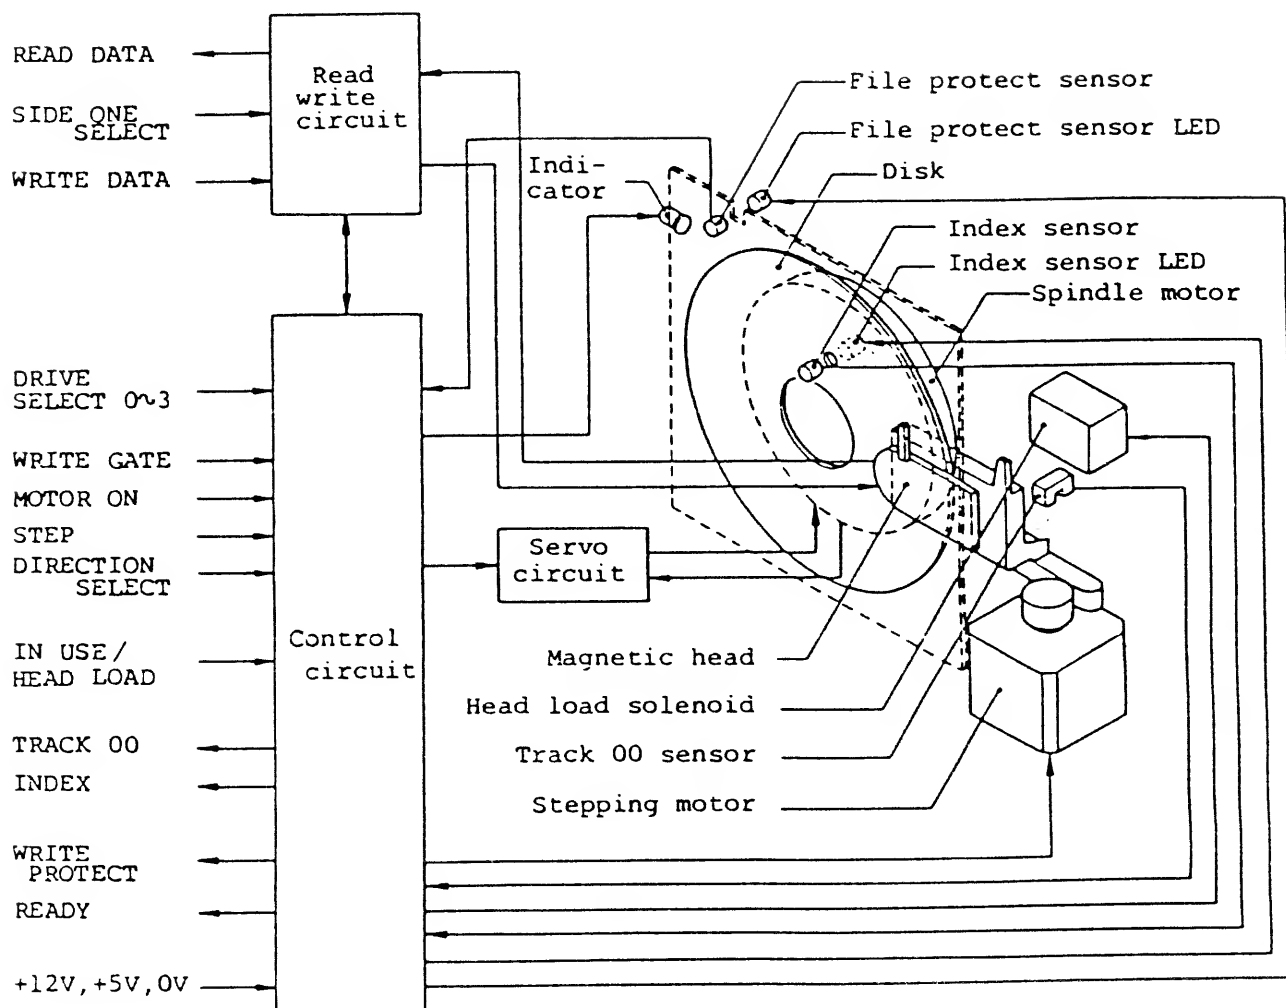 READ DATA
SIDE ONE
SELECT
WRITE DATA
Read
write
circuit
File protect sensor
File protect sensor LED
Indi-
cator
Disk
Index sensor
Index sensor LED
Spindle motor
DRIVE
SELECT 0~3
WRITE GATE
MOTOR ON
STEP
DIRECTION
SELECT
Servo
circuit
IN USE/
HEAD LOAD
Control
circuit
Magnetic head
Head load solenoid
Track 00 sensor
Stepping motor
TRACK 00
INDEX
WRITE
PROTECT
READY
+12V,+5V,0V